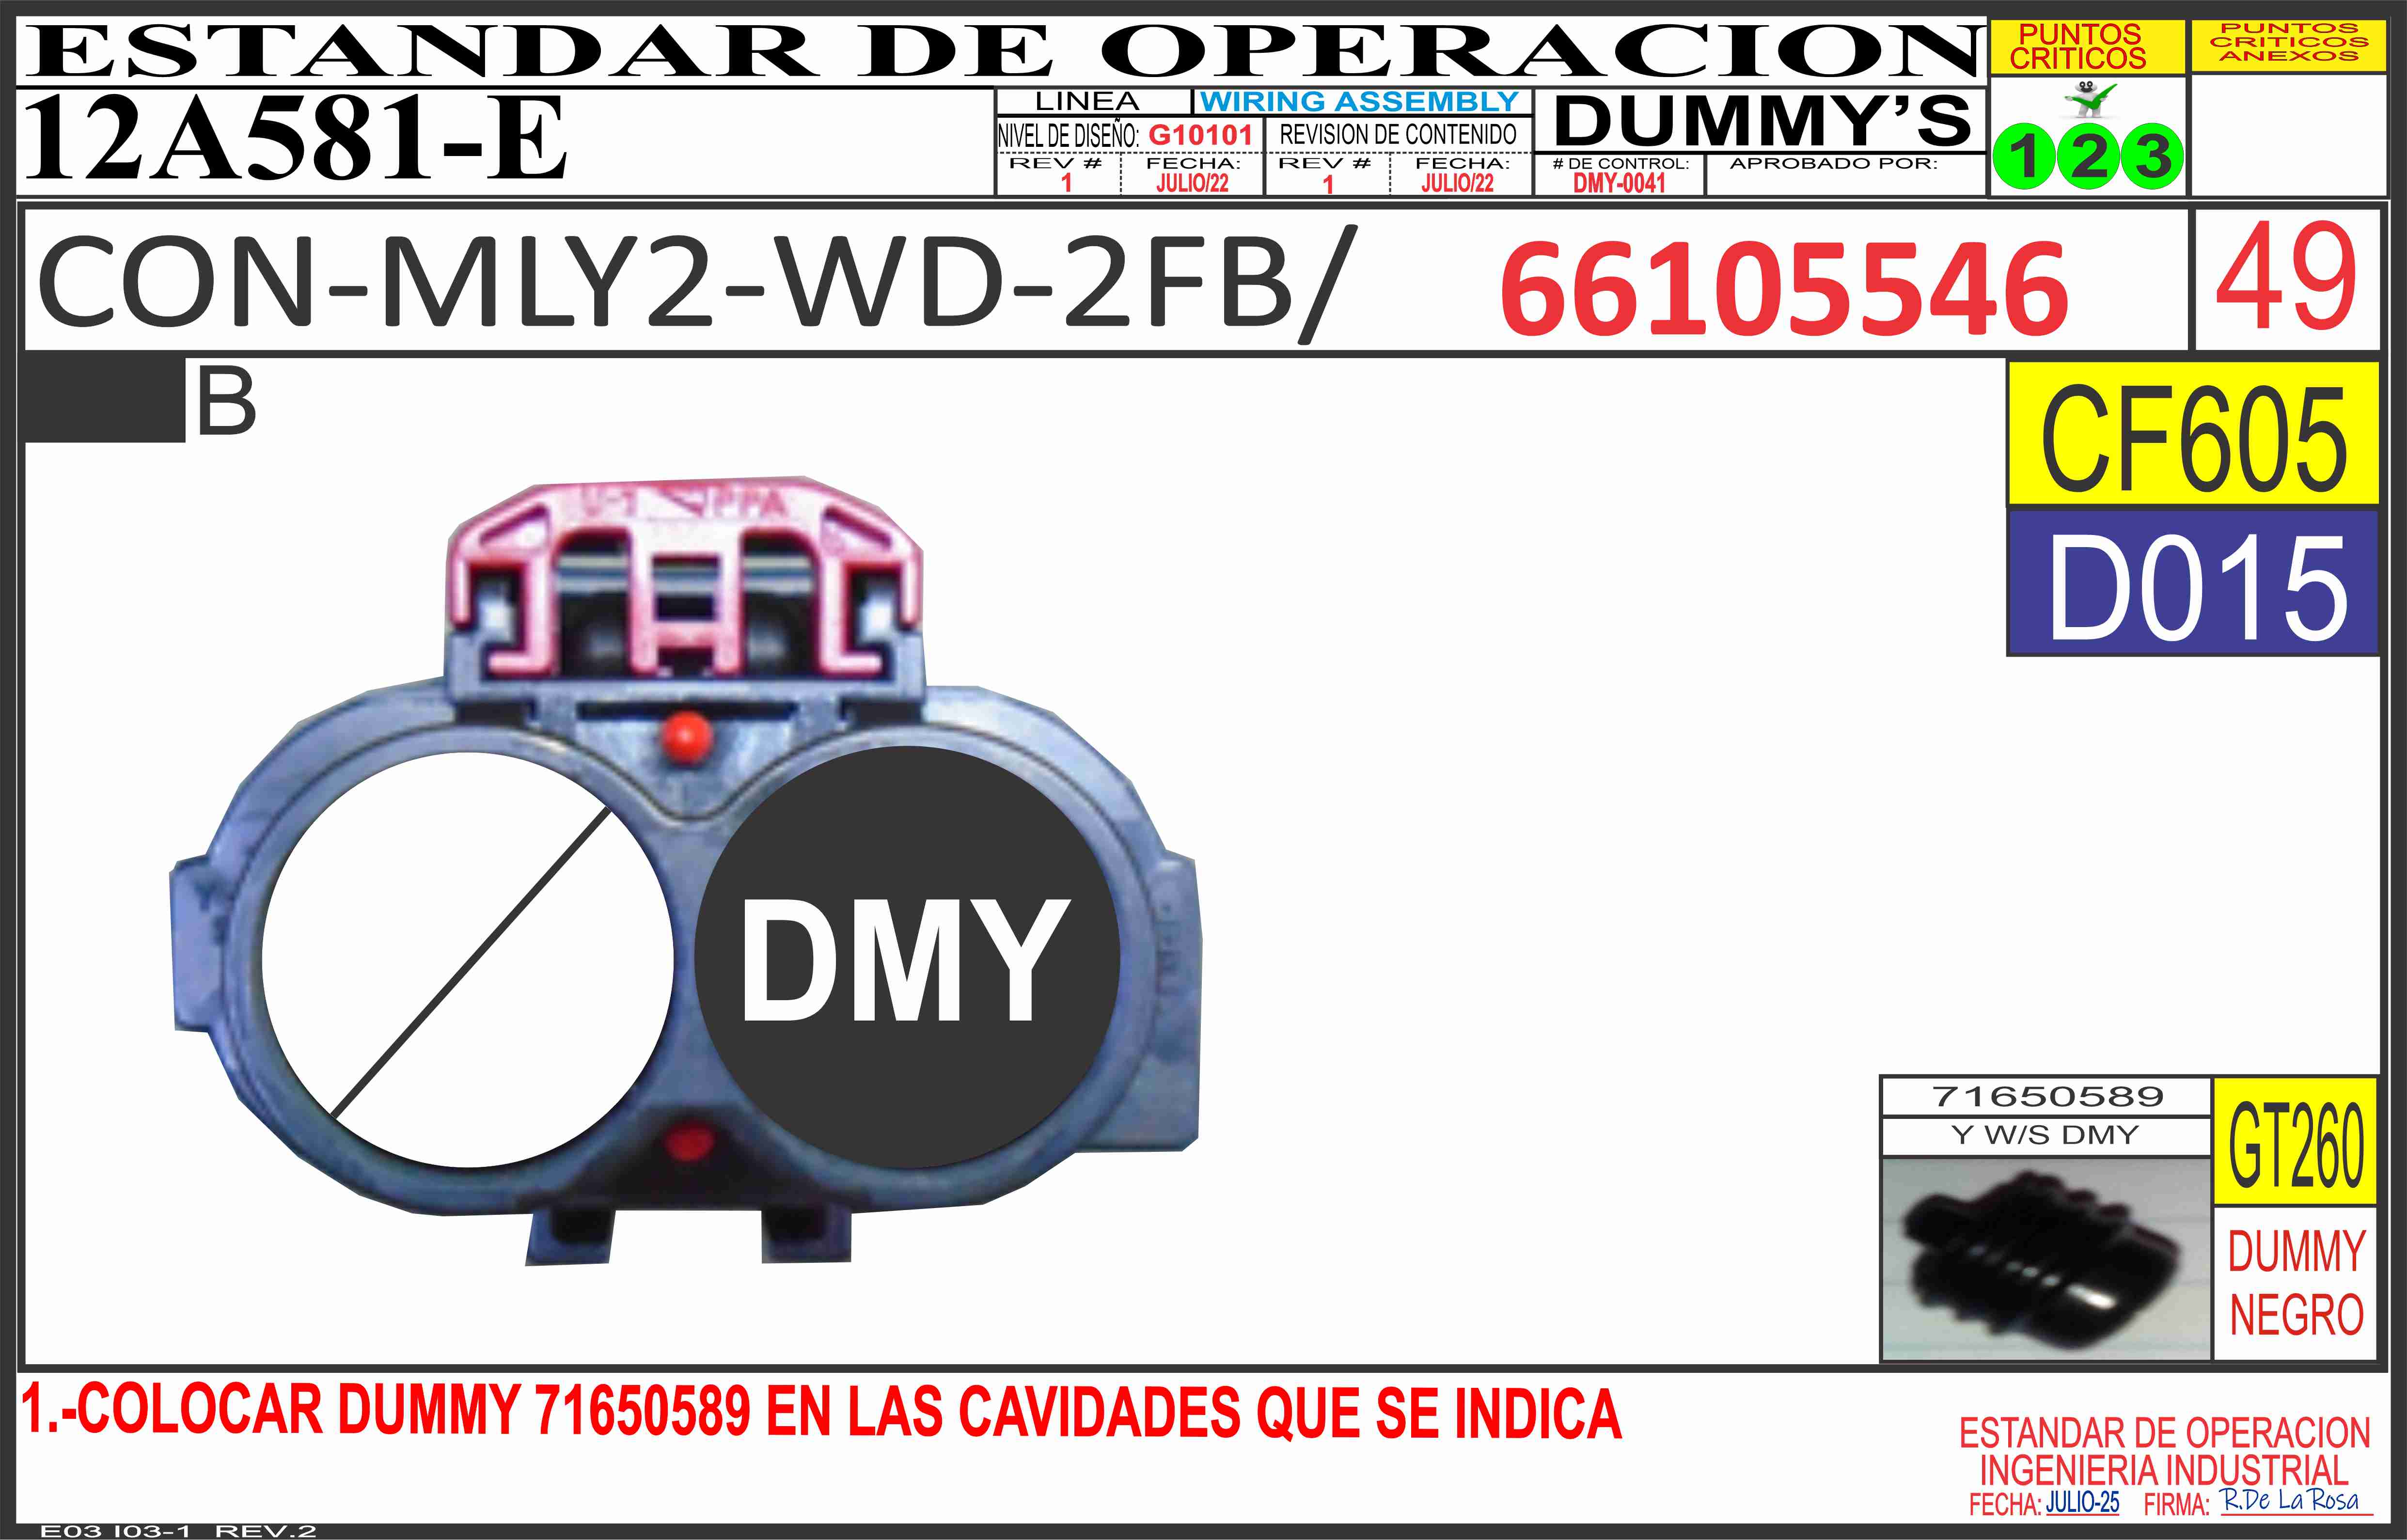 ESTANDAR DE OPERACION
PUNTOS
CRITICOS
PUNTOS
CRITICOS
ANEXOS
12A581-E
LINEA
WIRING ASSEMBLY
NIVEL DE DISEÑO: G10101
REVISION DE CONTENIDO
REV #
1
FECHA:
JULIO/22
REV #
1
FECHA:
JULIO/22
DUMMY'S
# DE CONTROL:
DMY-0041
APROBADO POR:
1 2 3
CON-MLY2-WD-2FB/ 66105546 49
B
CF605
D015
PPA
DMY
71650589
Y W/S DMY
GT260
DUMMY
NEGRO
1.-COLOCAR DUMMY 71650589 EN LAS CAVIDADES QUE SE INDICA
ESTANDAR DE OPERACION
INGENIERIA INDUSTRIAL
FECHA: JULIO-25 FIRMA: R.De La Rosa
E03 I03-1 REV.2